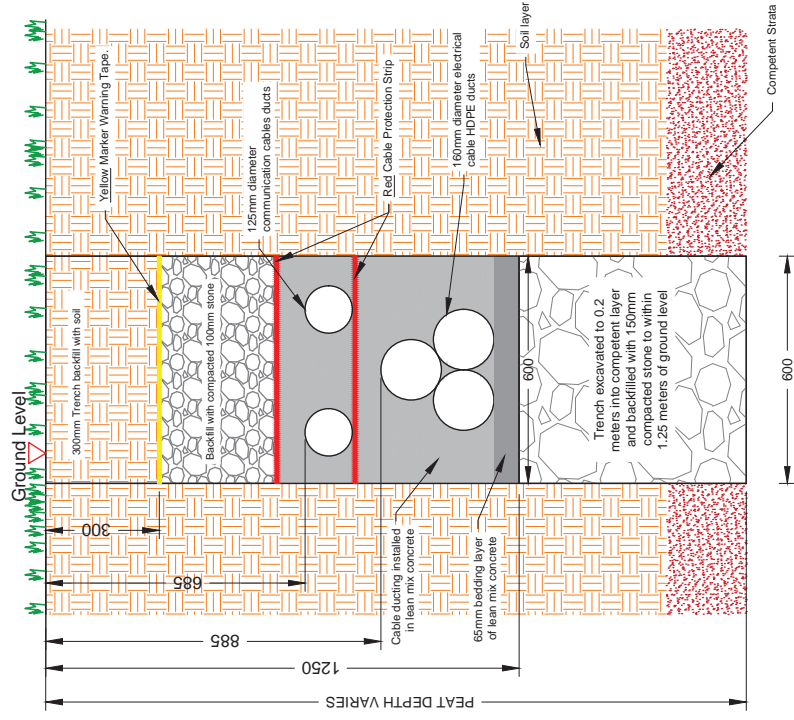 Ground Level
300mm Trench backfill with soil
Yellow Marker Warning Tape.
Backfill with compacted 100mm stone
125mm diameter
communication cables ducts
Red Cable Protection Strip
160mm diameter electrical
cable HDPE ducts
Soil layer
Competent Strata
Cable ducting installed
in lean mix concrete
65mm bedding layer
of lean mix concrete
Trench excavated to 0.2
meters into competent layer
and backfilled with 150mm
compacted stone to within
1.25 meters of ground level
300
685
885
1250
PEAT DEPTH VARIES
600
600